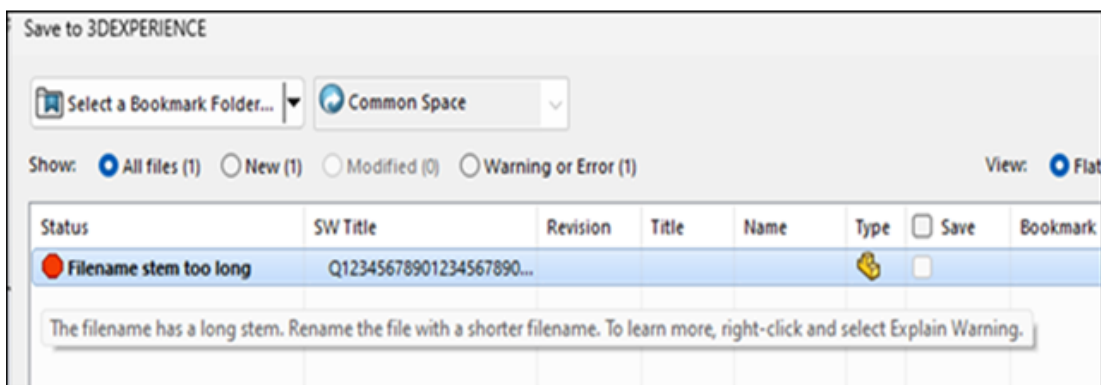 Save to 3DEXPERIENCE
Select a Bookmark Folder... Common Space
Show: All files (1) New (1) Modified (0) Warning or Error (1) View: Flat
Status SW Title Revision Title Name Type Save Bookmark
Filename stem too long Q12345678901234567890...
The filename has a long stem. Rename the file with a shorter filename. To learn more, right-click and select Explain Warning.